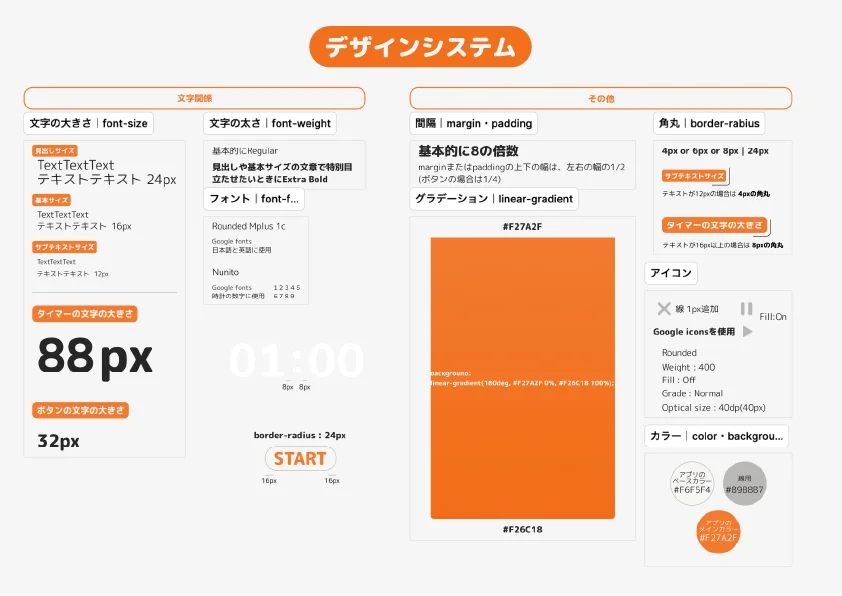 デザインシステム
文字関係
文字の大きさ｜font-size
見出しサイズ
TextTextText
テキストテキスト 24px
基本サイズ
TextTextText
テキストテキスト 16px
サブテキストサイズ
TextTextText
テキストテキスト 12px
タイマーの文字の大きさ
88px
ボタンの文字の大きさ
32px
文字の太さ｜font-weight
基本的にRegular
見出しや基本サイズの文章で特別目
立たせたいときにExtra Bold
フォント｜font-f...
Rounded Mplus 1c
Google fonts
日本語と英語に使用
Nunito
Google fonts
時計の数字に使用
1 2 3 4 5
6 7 8 9
01:00
8px 8px
border-radius : 24px
START
16px 16px
その他
間隔｜margin・padding
基本的に8の倍数
marginまたはpaddingの上下の幅は、左右の幅の1/2
(ボタンの場合は1/4)
グラデーション｜linear-gradient
#F27A2F
background:
linear-gradient(180deg, #F27A2F 0%, #F26C18 100%);
#F26C18
角丸｜border-rabius
4px or 6px or 8px | 24px
サブテキストサイズ
テキストが12pxの場合は 4pxの角丸
タイマーの文字の大きさ
テキストが16px以上の場合は 8pxの角丸
アイコン
線 1px追加
Fill:On
Google iconsを使用
Rounded
Weight : 400
Fill : Off
Grade : Normal
Optical size : 40dp(40px)
カラー｜color・backgrou...
アプリの
ベースカラー
#F6F5F4
線用
#B9B8B7
アプリの
メインカラー
#F27A2F